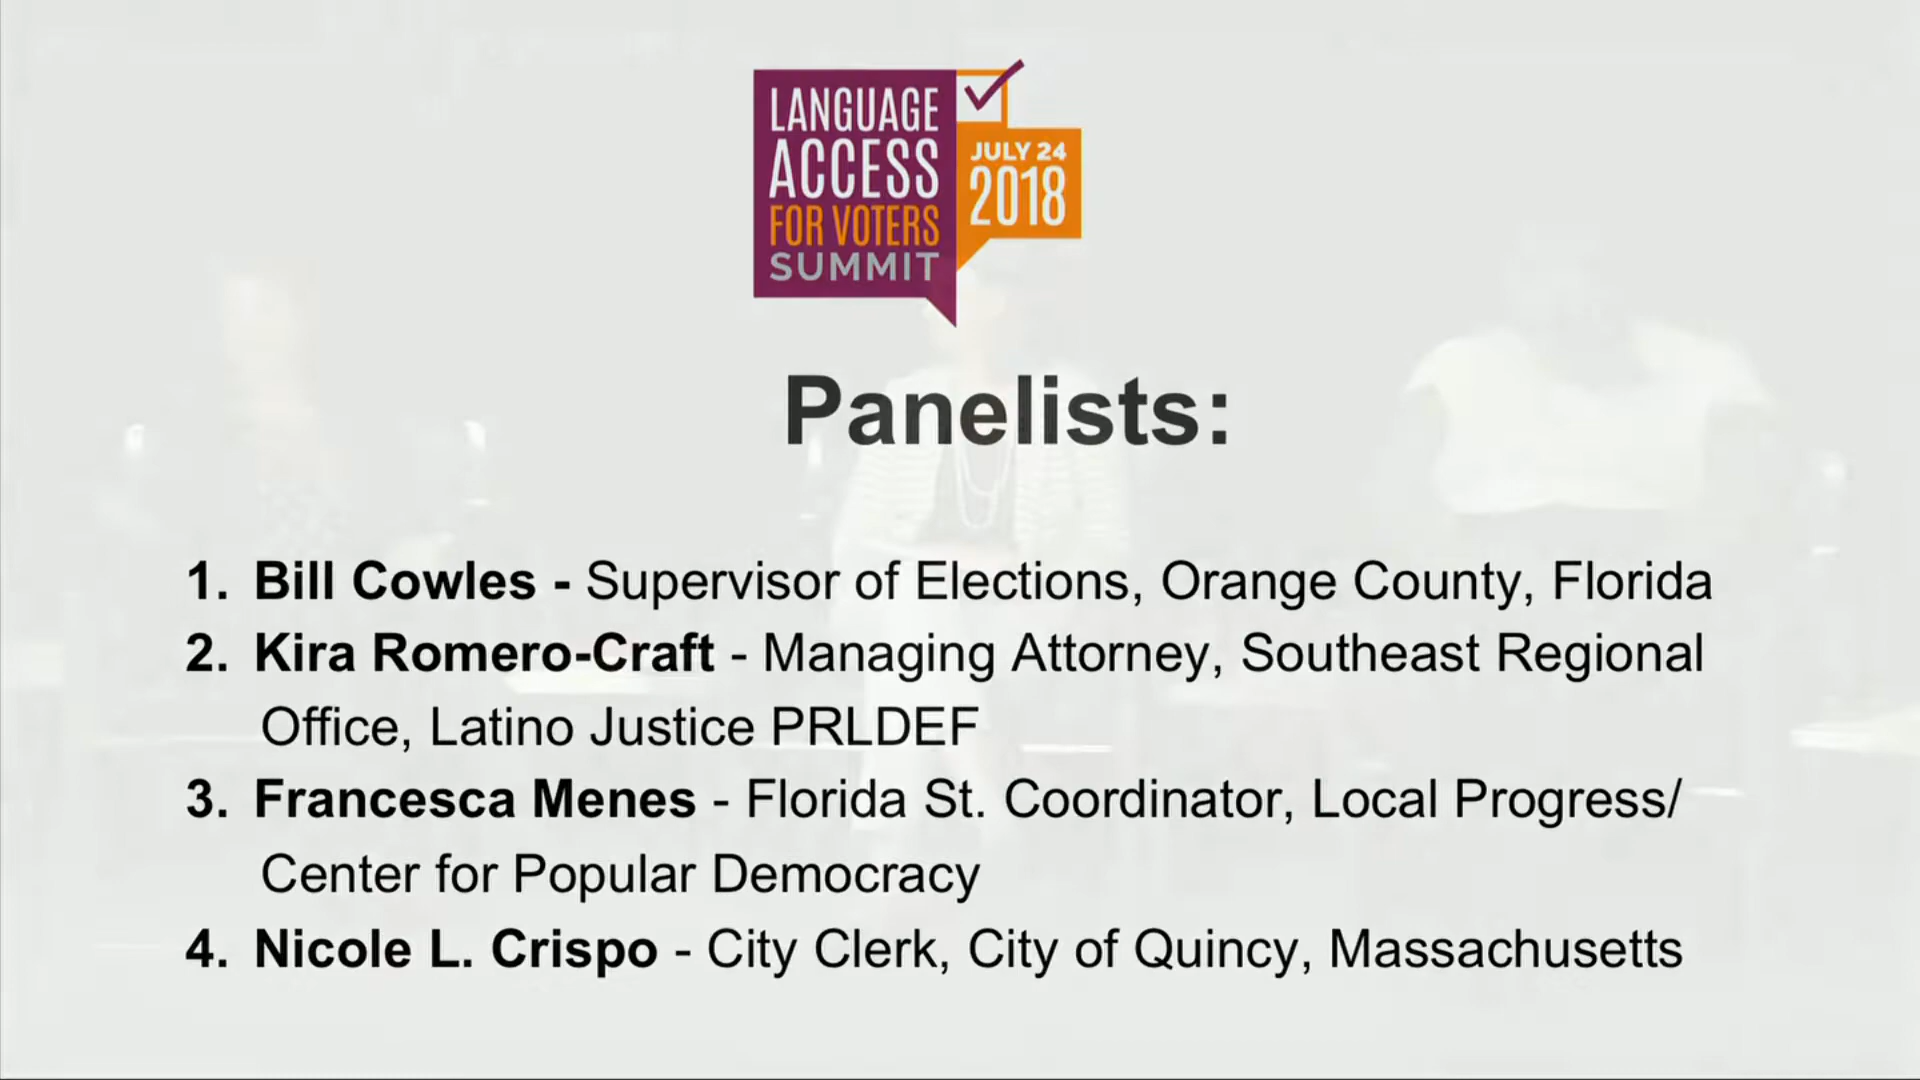 LANGUAGE
ACCESS
FOR VOTERS
SUMMIT
JULY 24
2018
Panelists:
1. Bill Cowles - Supervisor of Elections, Orange County, Florida
2. Kira Romero-Craft - Managing Attorney, Southeast Regional
Office, Latino Justice PRLDEF
3. Francesca Menes - Florida St. Coordinator, Local Progress/
Center for Popular Democracy
4. Nicole L. Crispo - City Clerk, City of Quincy, Massachusetts